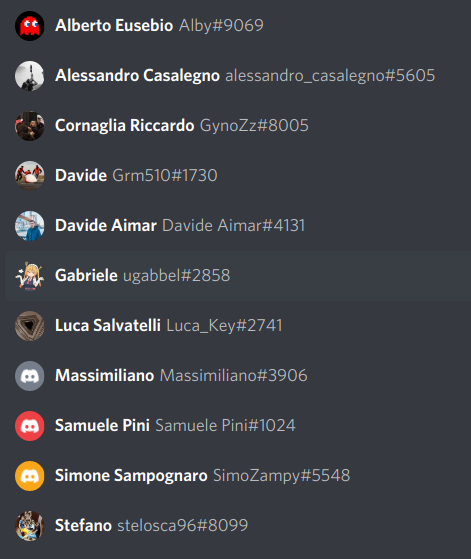 Alberto Eusebio Alby#9069
Alessandro Casalegno alessandro_casalegno#5605
Cornaglia Riccardo GynoZz#8005
Davide Grm510#1730
Davide Aimar Davide Aimar#4131
Gabriele ugabbel#2858
Luca Salvatelli Luca_Key#2741
Massimiliano Massimiliano#3906
Samuele Pini Samuele Pini#1024
Simone Sampognaro SimoZampy#5548
Stefano stelosca96#8099